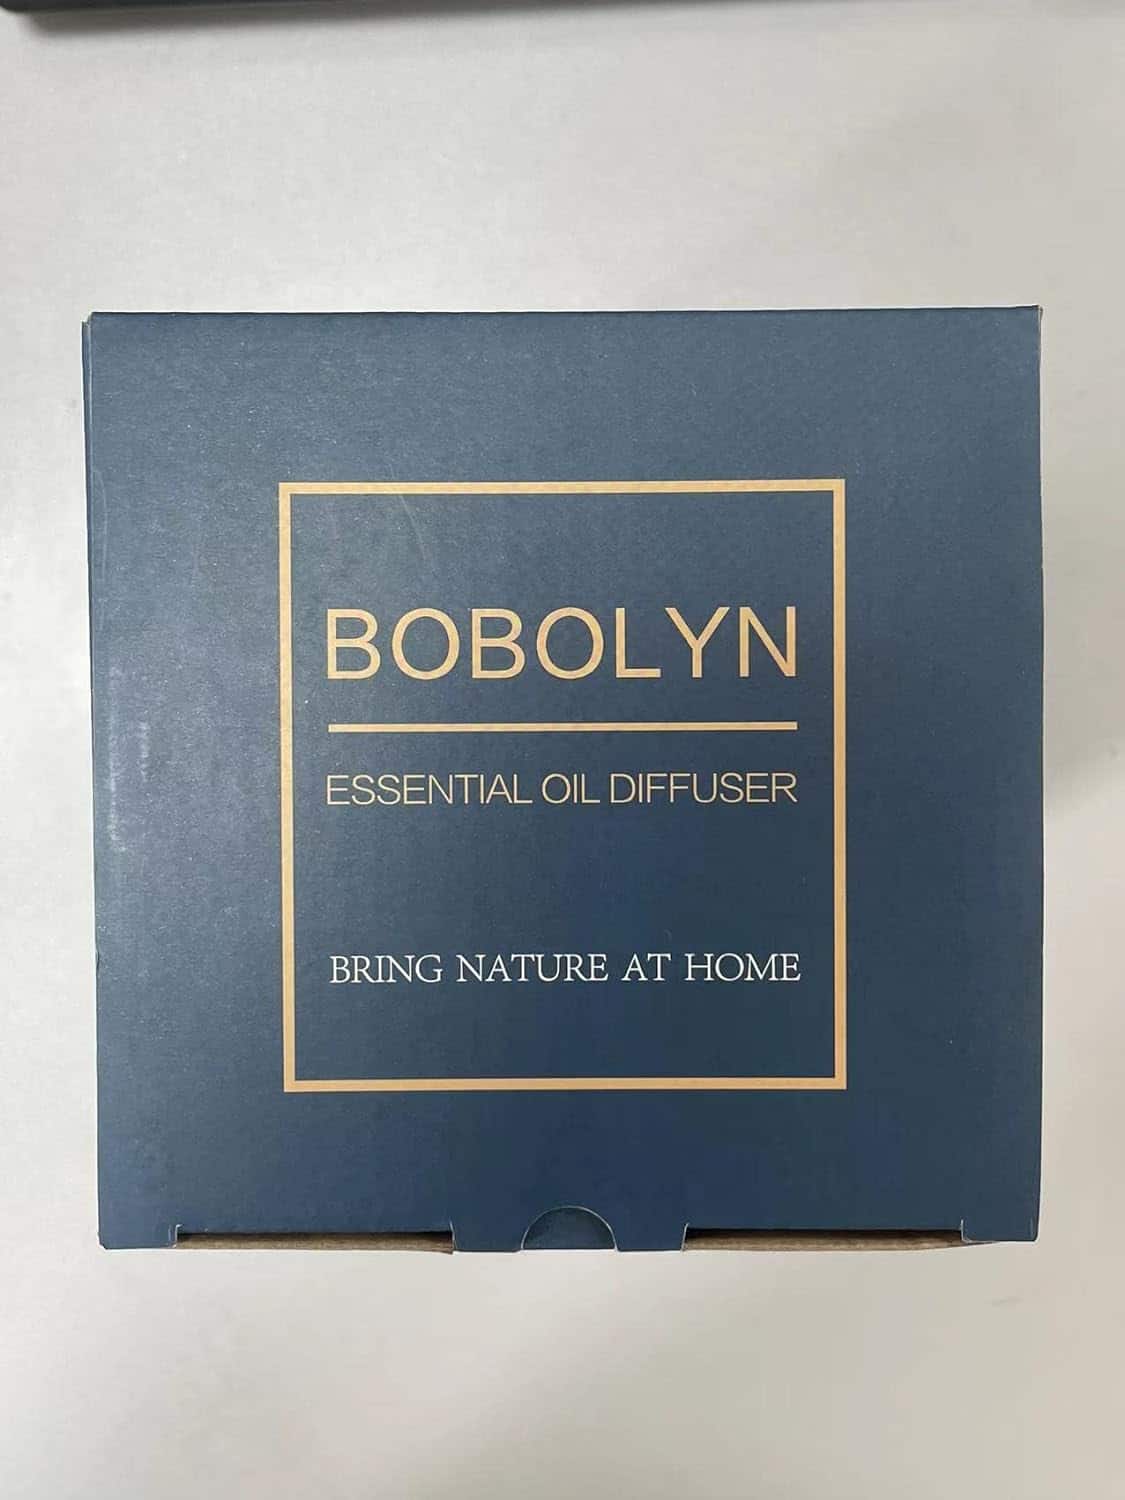 BOBOLYN
ESSENTIAL OIL DIFFUSER
BRING NATURE AT HOME